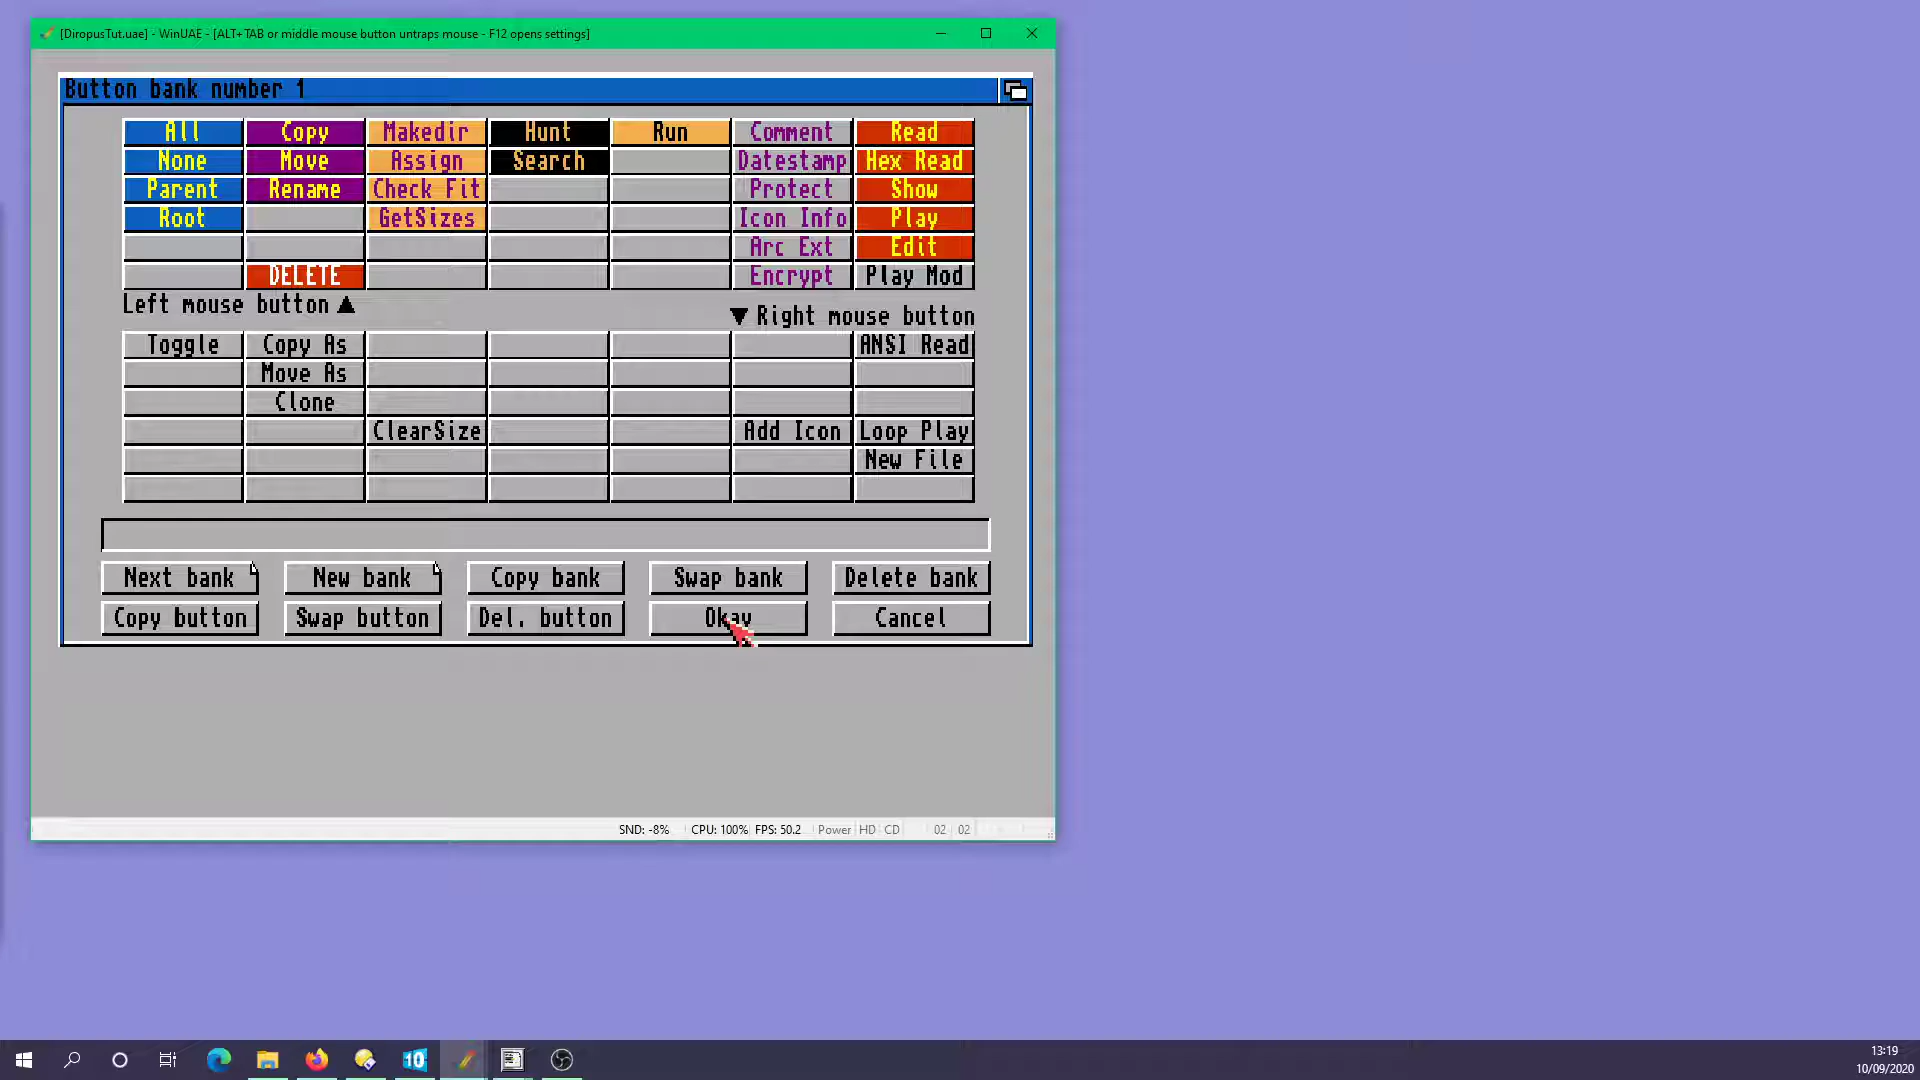 [DiropusTut.uae] - WinUAE - [ALT+TAB or middle mouse button untraps mouse - F12 opens settings]
Button bank number 1
All Copy Makedir Hunt Run Comment Read
None Move Assign Search Datestamp Hex Read
Parent Rename Check Fit Protect Show
Root GetSizes Icon Info Play
Arc Ext Edit
DELETE Encrypt Play Mod
Left mouse button ▲
▼ Right mouse button
Toggle Copy As ANSI Read
Move As
Clone
ClearSize Add Icon Loop Play
New File
Next bank New bank Copy bank Swap bank Delete bank
Copy button Swap button Del. button Okay Cancel
SND: -8% CPU: 100% FPS: 50.2 Power HD CD 02 02
10
13:19
10/09/2020